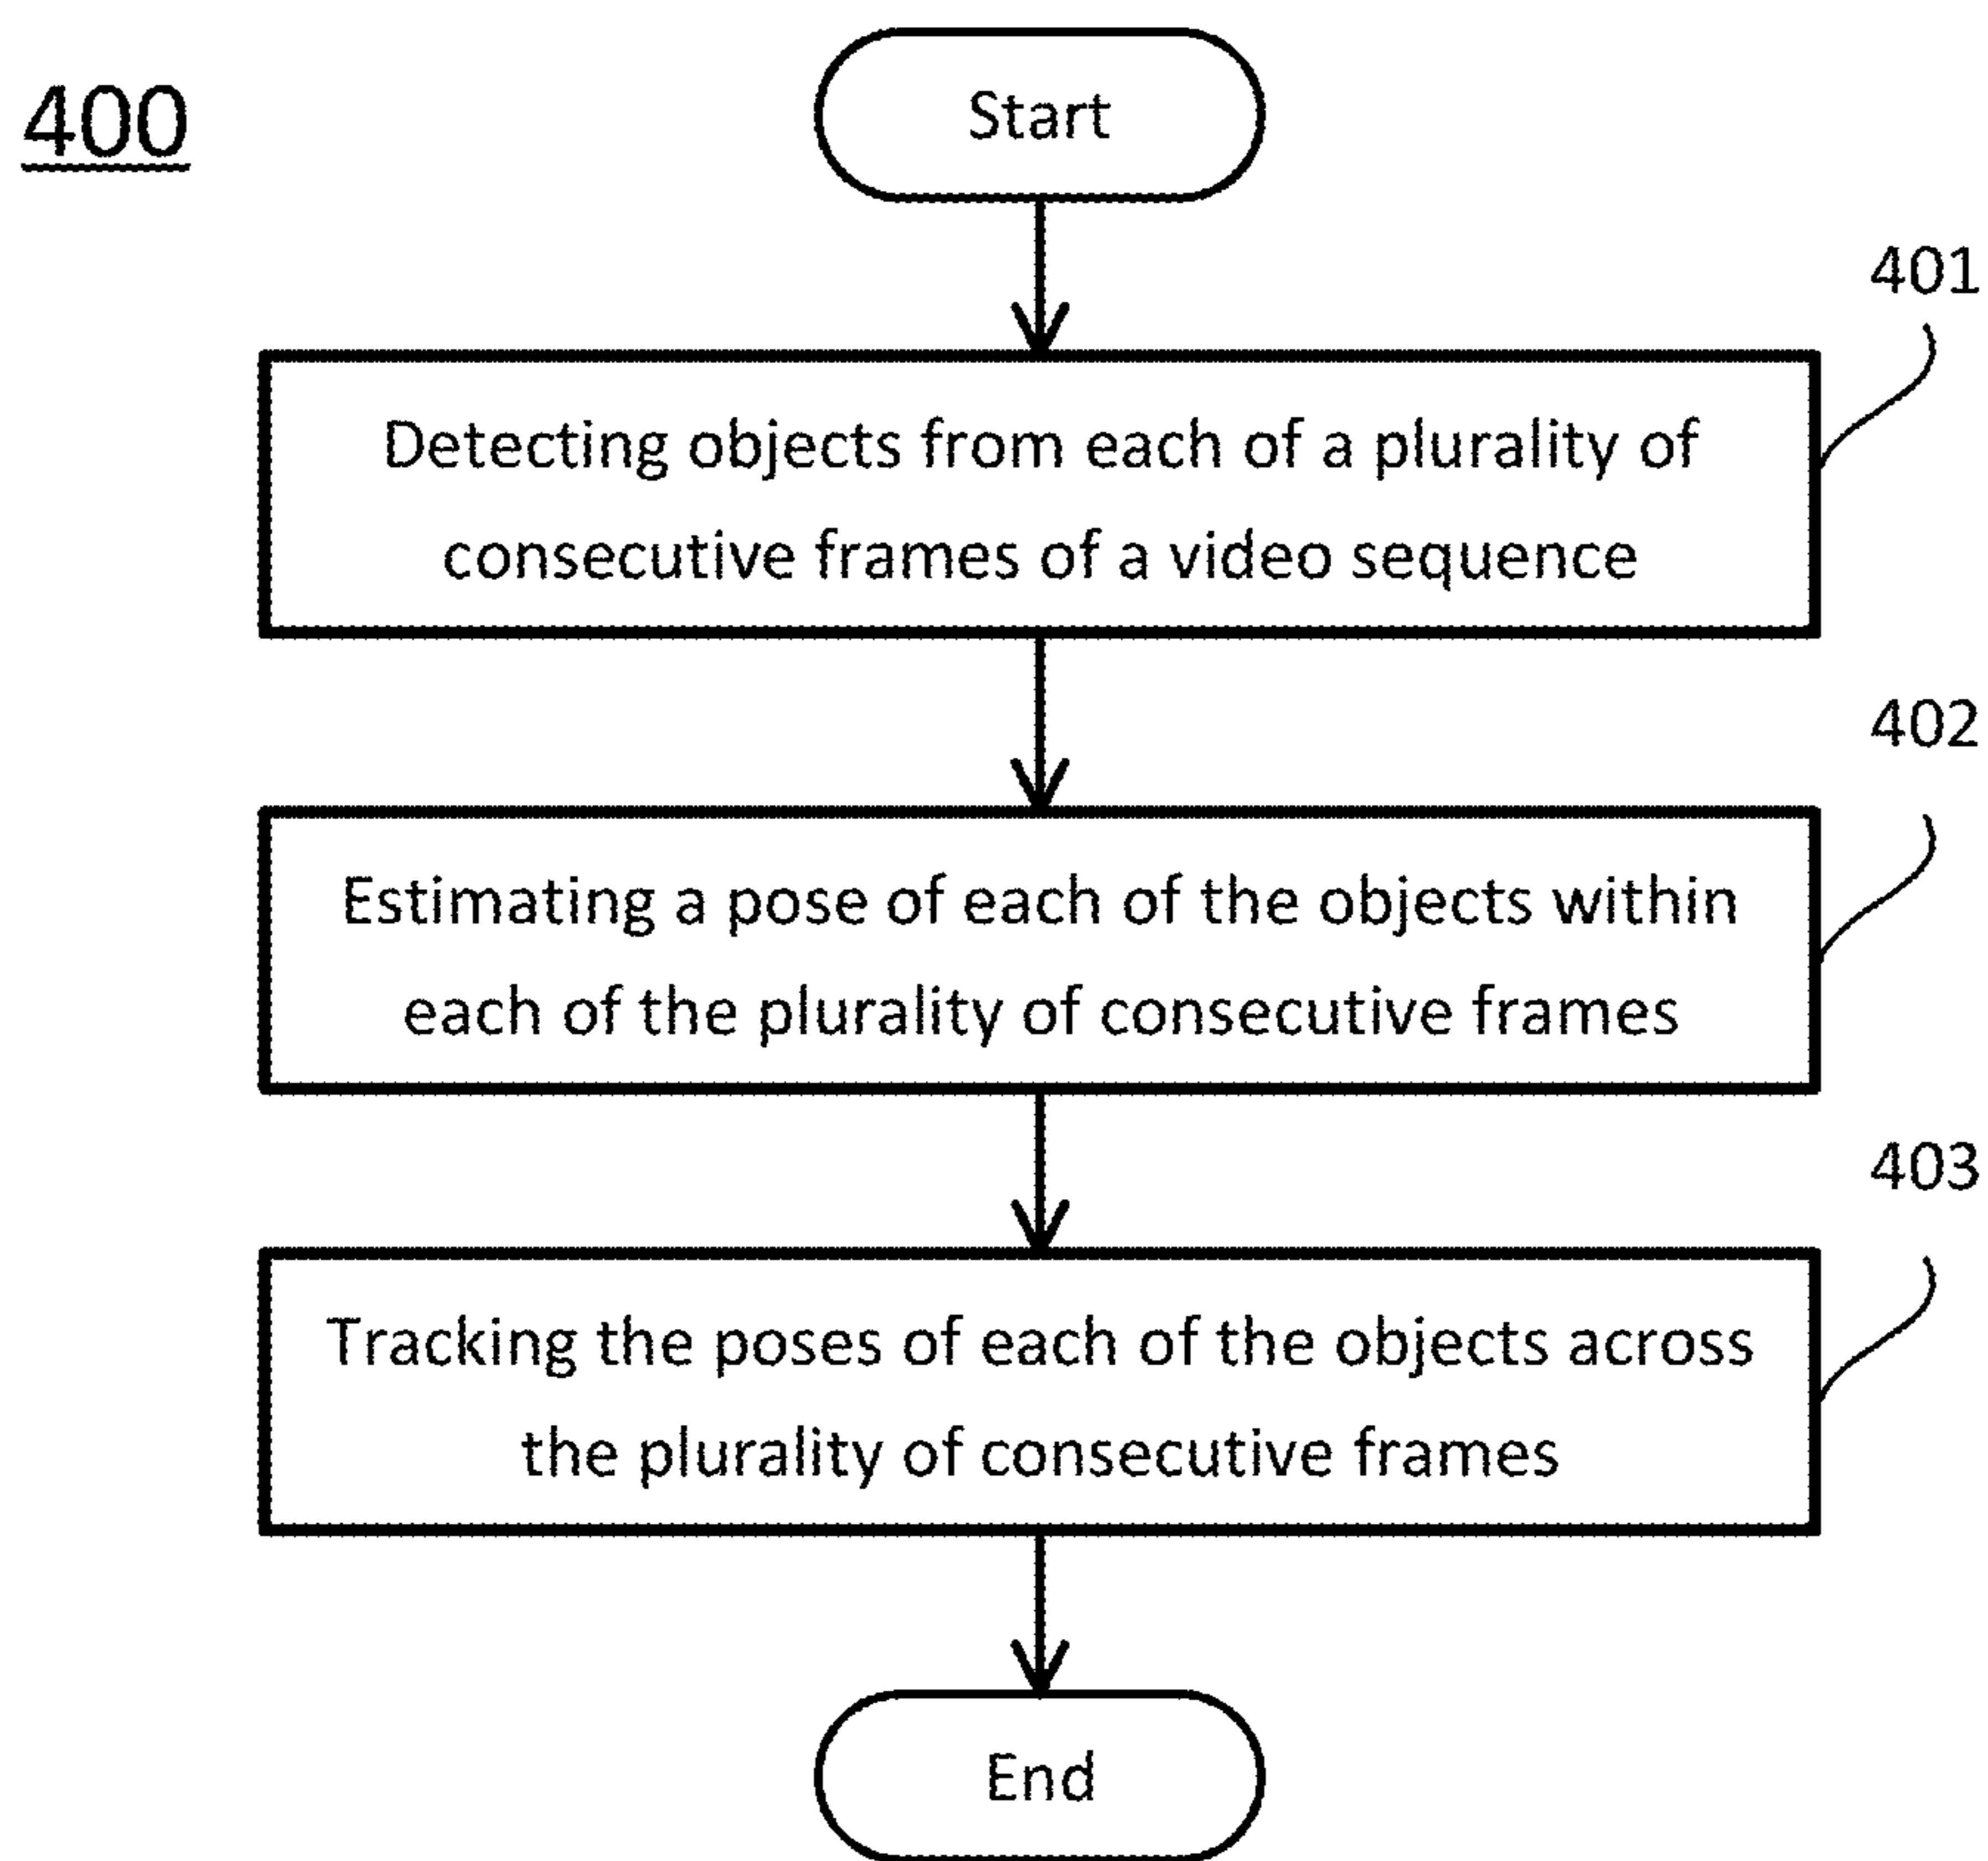 400
Start
401
Detecting objects from each of a plurality of
consecutive frames of a video sequence
402
Estimating a pose of each of the objects within
each of the plurality of consecutive frames
403
Tracking the poses of each of the objects across
the plurality of consecutive frames
End